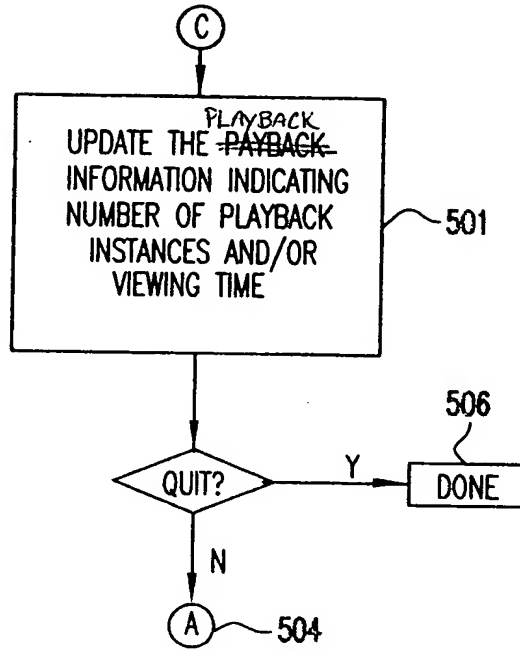 C
PLAYBACK
UPDATE THE PAYBACK
INFORMATION INDICATING
NUMBER OF PLAYBACK
INSTANCES AND/OR
VIEWING TIME
501
506
QUIT?
Y
DONE
N
A
504